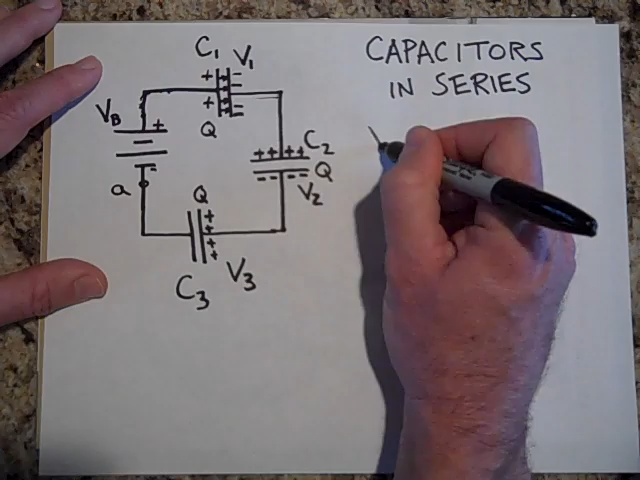 CAPACITORS
IN SERIES
C1 V1
+ -
+ =
Q
VB +
-
a
C2
++ ++
Q
-- --
V2
Q
+
+
+
+
V3
C3